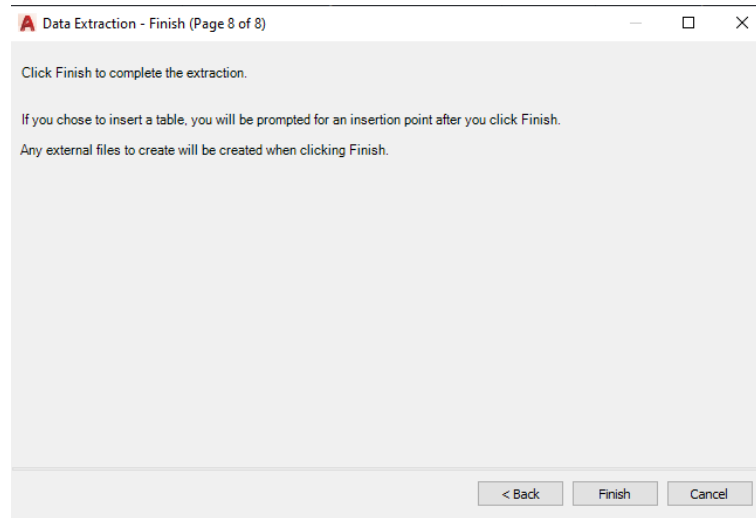 Data Extraction - Finish (Page 8 of 8)
Click Finish to complete the extraction.
If you chose to insert a table, you will be prompted for an insertion point after you click Finish.
Any external files to create will be created when clicking Finish.
< Back
Finish
Cancel